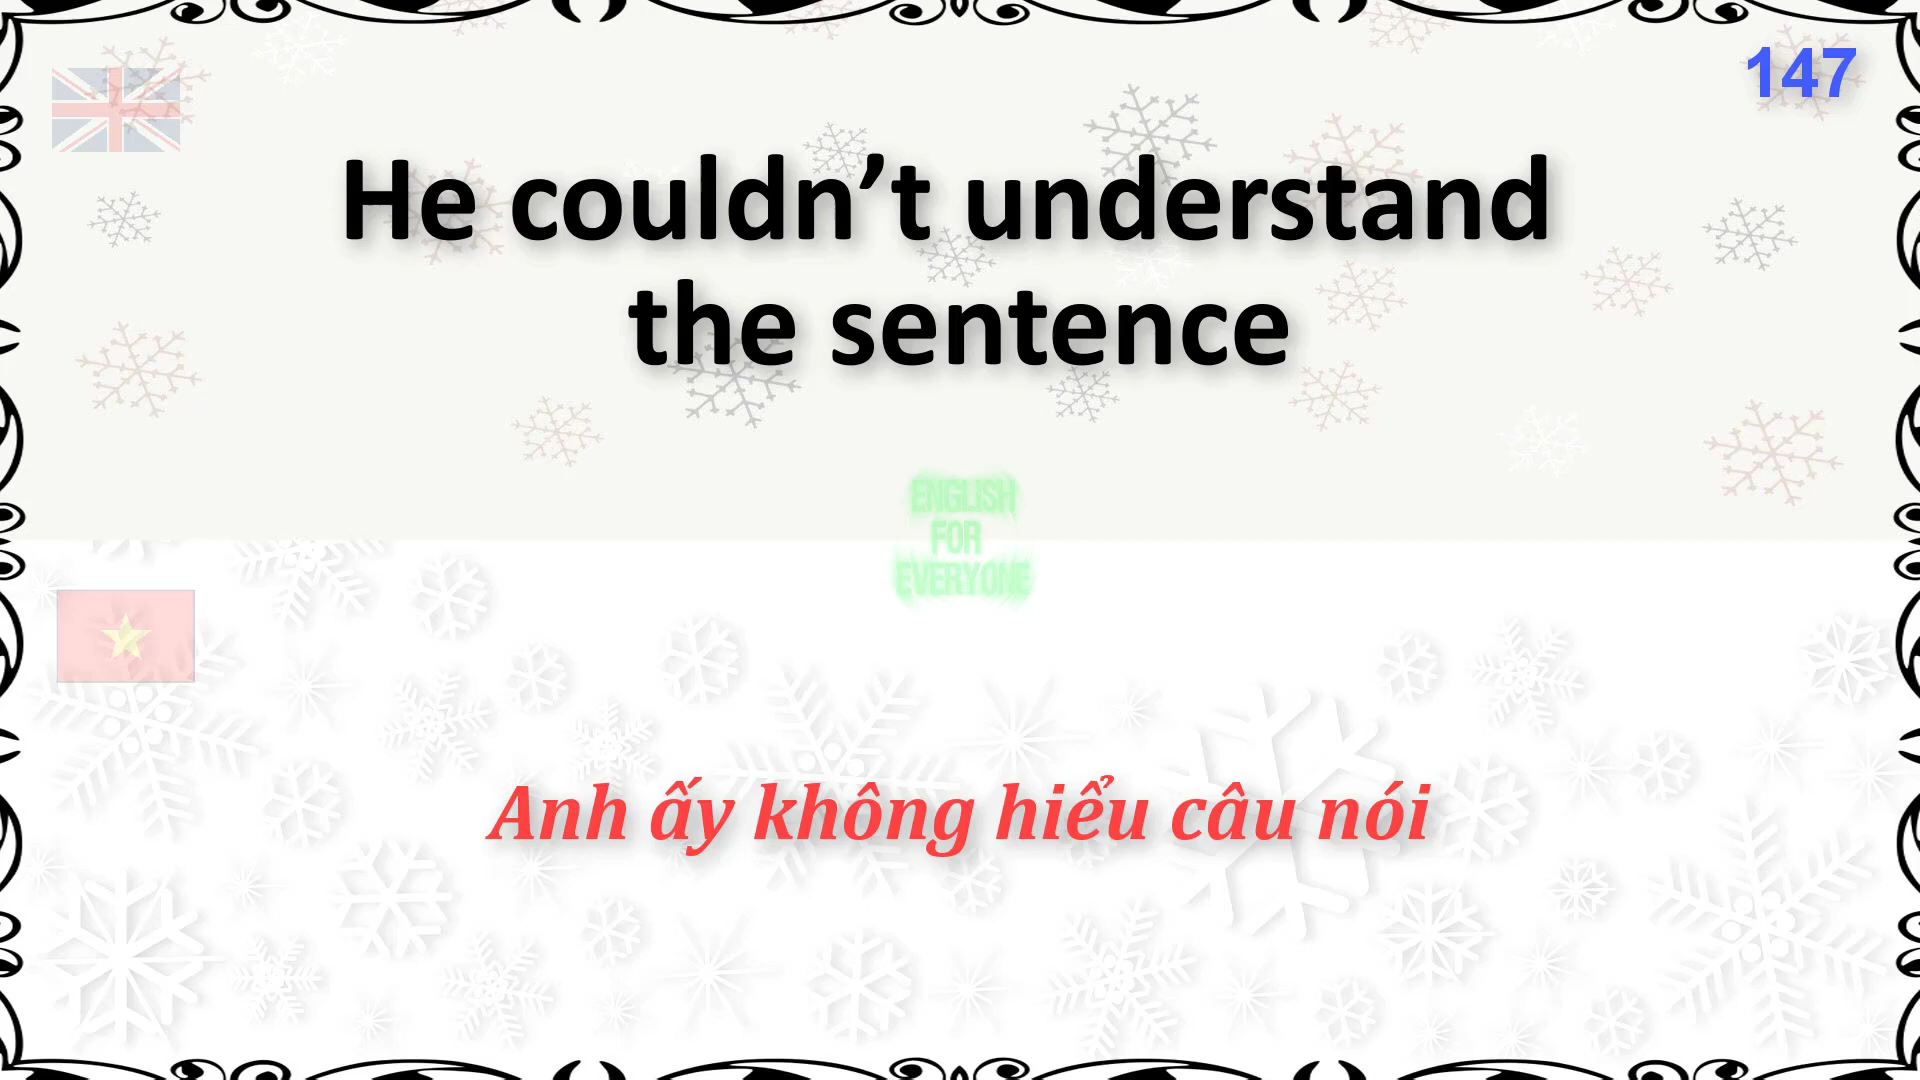 147
He couldn’t understand
the sentence
ENGLISH
FOR
EVERYONE
Anh ấy không hiểu câu nói